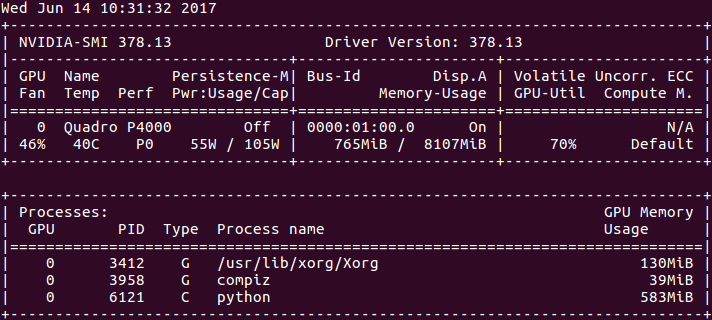 Wed Jun 14 10:31:32 2017
+-----------------------------------------------------------------------------+
| NVIDIA-SMI 378.13                 Driver Version: 378.13                    |
|-------------------------------+----------------------+----------------------+
| GPU  Name        Persistence-M| Bus-Id        Disp.A | Volatile Uncorr. ECC |
| Fan  Temp  Perf  Pwr:Usage/Cap|         Memory-Usage | GPU-Util  Compute M. |
|===============================+======================+======================|
|   0  Quadro P4000        Off  | 0000:01:00.0      On |                  N/A |
| 46%   40C    P0    55W / 105W |    765MiB /  8107MiB |     70%      Default |
+-------------------------------+----------------------+----------------------+

+-----------------------------------------------------------------------------+
| Processes:                                                       GPU Memory |
|  GPU       PID  Type  Process name                               Usage      |
|=============================================================================|
|    0      3412  G     /usr/lib/xorg/Xorg                             130MiB |
|    0      3958  G     compiz                                          39MiB |
|    0      6121  C     python                                         583MiB |
+-----------------------------------------------------------------------------+